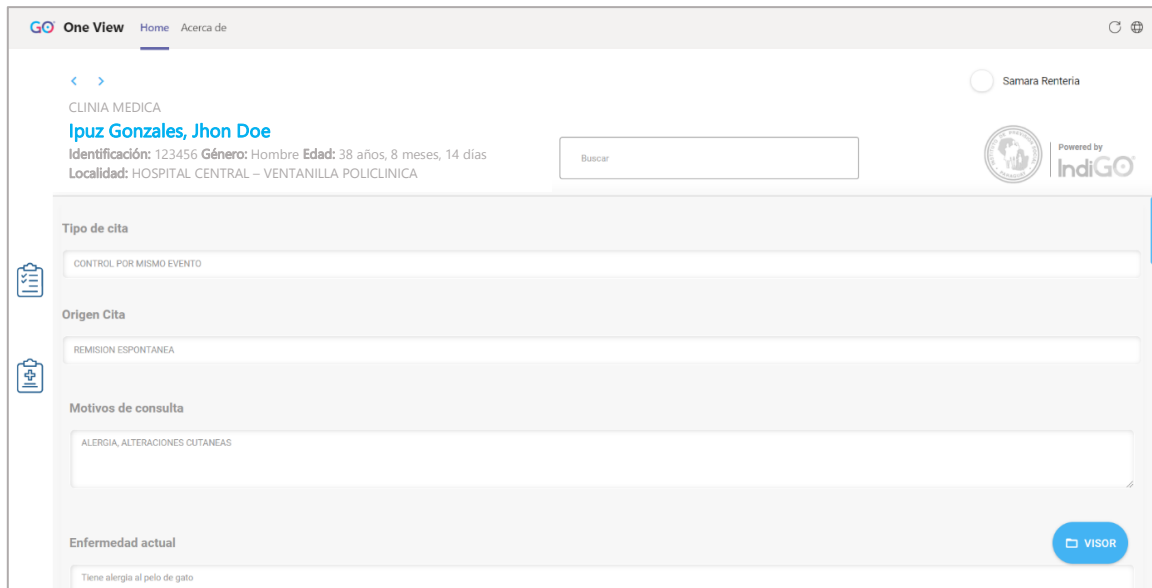 GO One View Home Acerca de
Samara Renteria
CLINIA MEDICA
Ipuz Gonzales, Jhon Doe
Identificación: 123456 Género: Hombre Edad: 38 años, 8 meses, 14 días
Localidad: HOSPITAL CENTRAL – VENTANILLA POLICLINICA
Buscar
Powered by
IndiGO
Tipo de cita
CONTROL POR MISMO EVENTO
Origen Cita
REMISION ESPONTANEA
Motivos de consulta
ALERGIA, ALTERACIONES CUTANEAS
Enfermedad actual
VISOR
Tiene alergia al pelo de gato